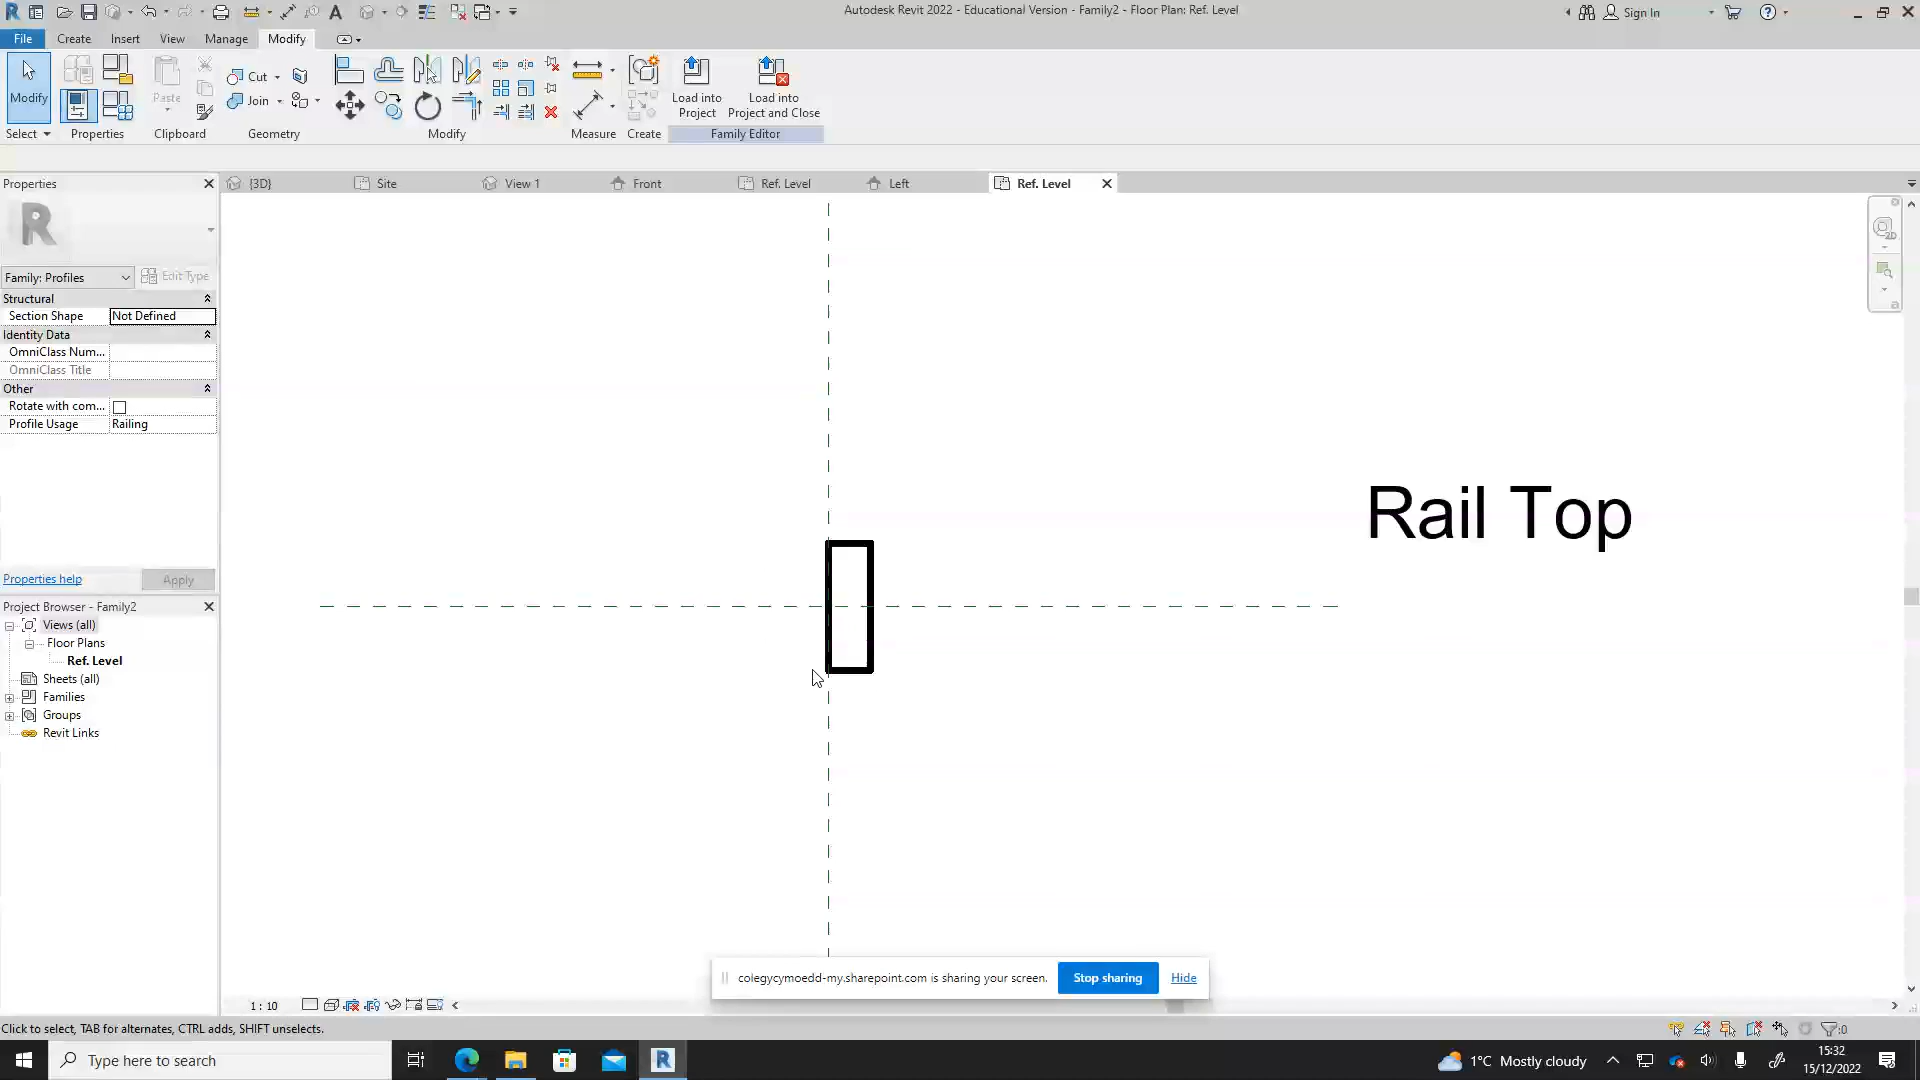 Autodesk Revit 2022 - Educational Version - Family2 - Floor Plan: Ref. Level
Sign In
File Create Insert View Manage Modify
Modify
Paste
Cut
Join
Load into Project
Load into Project and Close
Select Properties Clipboard Geometry Modify Measure Create Family Editor
Properties
{3D} Site View 1 Front Ref. Level Left Ref. Level
Family: Profiles Edit Type
Structural
Section Shape Not Defined
Identity Data
OmniClass Num...
OmniClass Title
Other
Rotate with com...
Profile Usage Railing
Rail Top
Properties help Apply
Project Browser - Family2
Views (all)
Floor Plans
Ref. Level
Sheets (all)
Families
Groups
Revit Links
colegycymoedd-my.sharepoint.com is sharing your screen. Stop sharing Hide
1 : 10
Click to select, TAB for alternates, CTRL adds, SHIFT unselects.
:0
Type here to search
1°C Mostly cloudy
15:32
15/12/2022